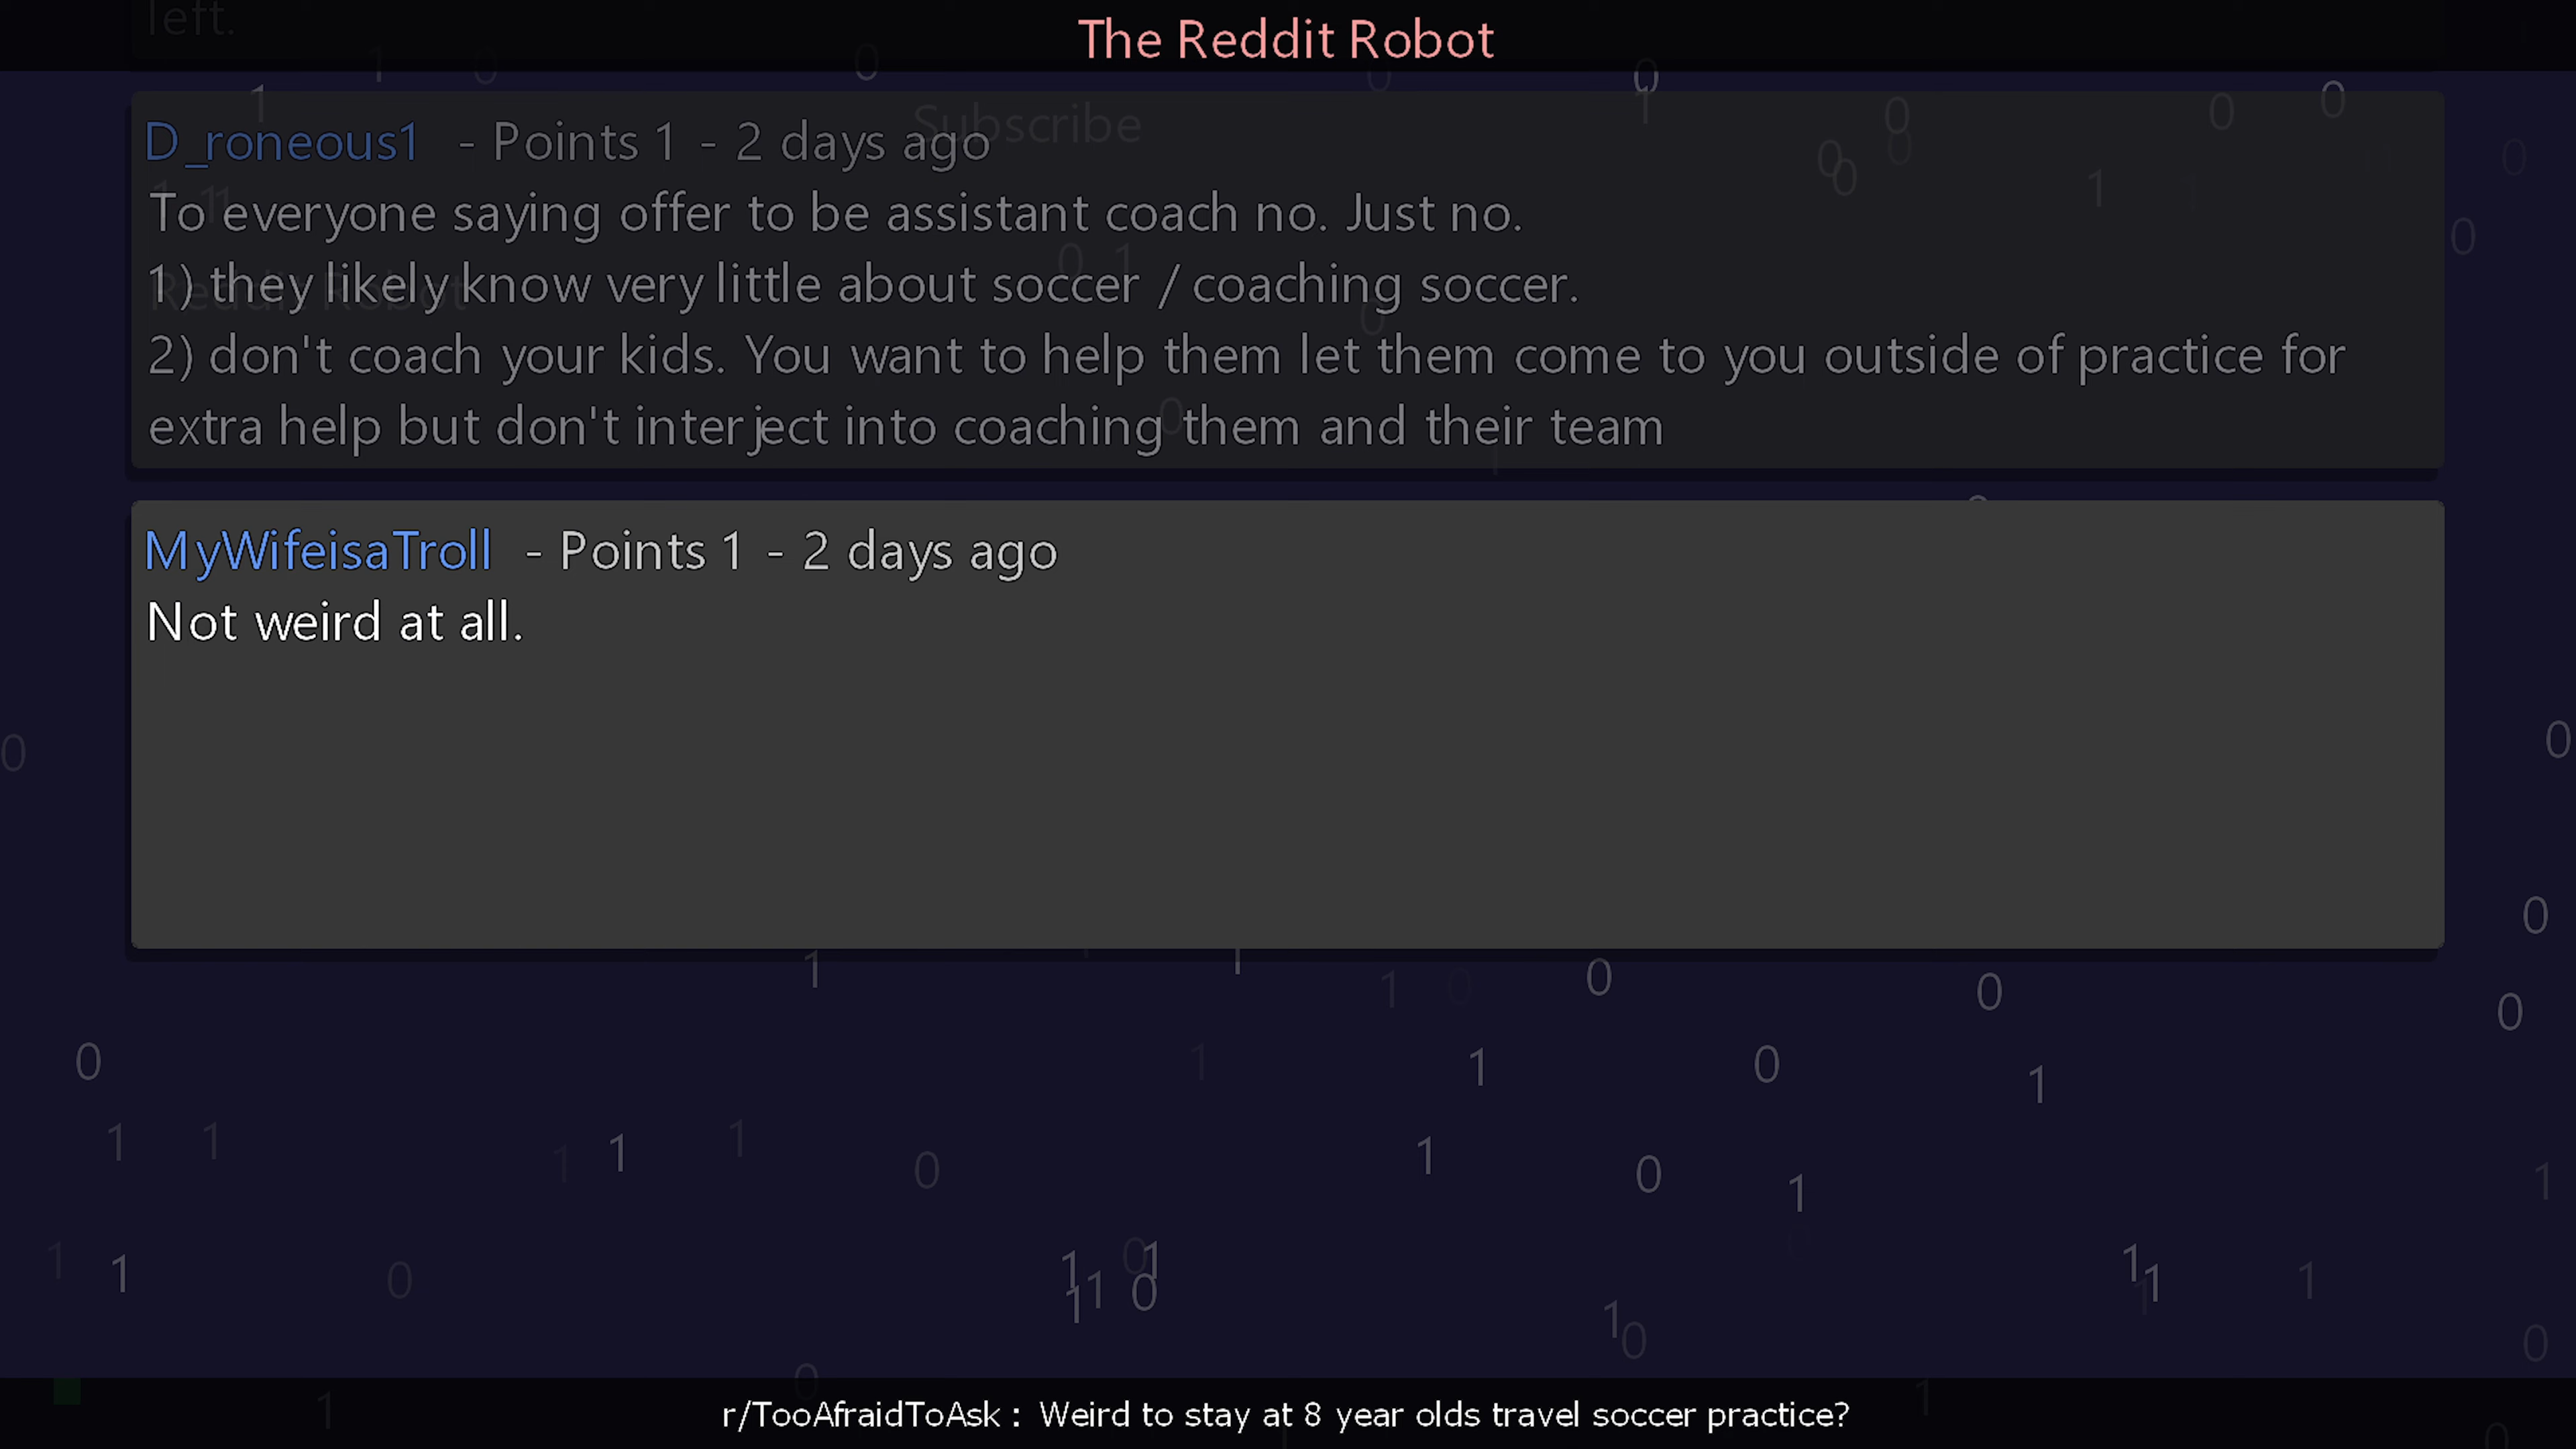 left.
The Reddit Robot
Subscribe
D_roneous1 - Points 1 - 2 days ago
To everyone saying offer to be assistant coach no. Just no.
1) they likely know very little about soccer / coaching soccer.
Reddit Robot
2) don't coach your kids. You want to help them let them come to you outside of practice for
extra help but don't interject into coaching them and their team
MyWifeisaTroll - Points 1 - 2 days ago
Not weird at all.
r/TooAfraidToAsk : Weird to stay at 8 year olds travel soccer practice?